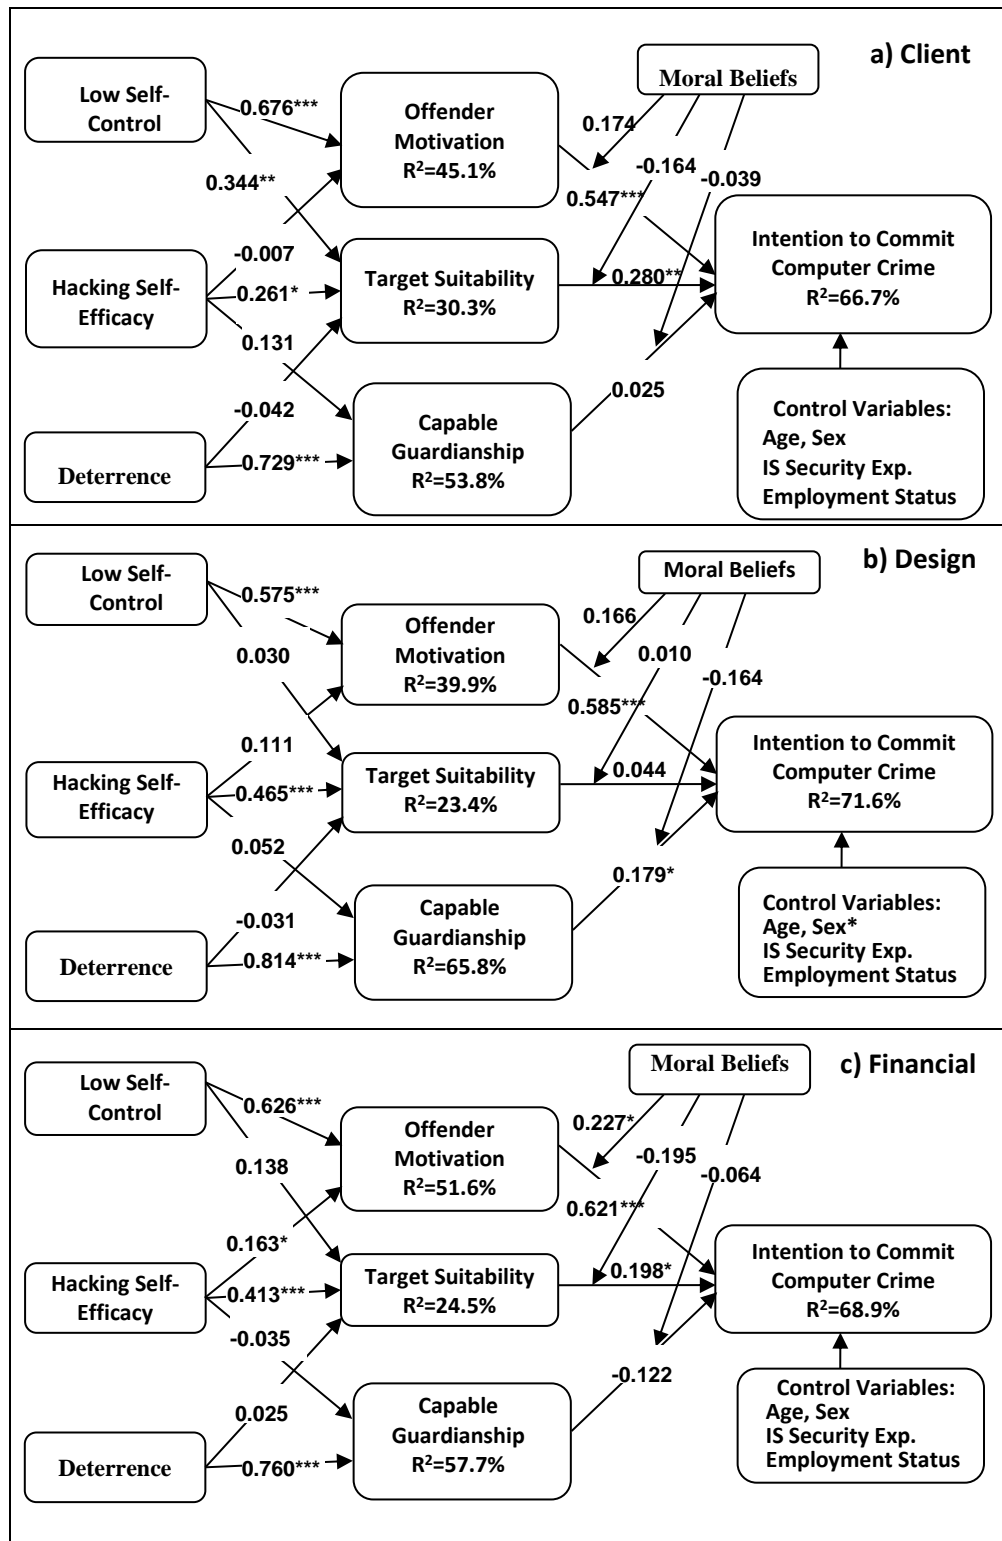 a) Client
Low Self-
Control
Moral Beliefs
0.676***
Offender
Motivation
R²=45.1%
0.174
0.344**
-0.164
-0.039
0.547***
Hacking Self-
Efficacy
-0.007
0.261*
0.131
Target Suitability
R²=30.3%
0.280**
Intention to Commit
Computer Crime
R²=66.7%
-0.042
0.025
Deterrence
0.729***
Capable
Guardianship
R²=53.8%
Control Variables:
Age, Sex
IS Security Exp.
Employment Status
b) Design
Low Self-
Control
Moral Beliefs
0.575***
Offender
Motivation
R²=39.9%
0.166
0.030
0.010
-0.164
0.585***
Hacking Self-
Efficacy
0.111
0.465***
0.052
Target Suitability
R²=23.4%
0.044
Intention to Commit
Computer Crime
R²=71.6%
-0.031
0.179*
Deterrence
0.814***
Capable
Guardianship
R²=65.8%
Control Variables:
Age, Sex*
IS Security Exp.
Employment Status
c) Financial
Low Self-
Control
Moral Beliefs
0.626***
Offender
Motivation
R²=51.6%
0.227*
0.138
-0.195
-0.064
0.621***
Hacking Self-
Efficacy
0.163*
0.413***
-0.035
Target Suitability
R²=24.5%
0.198*
Intention to Commit
Computer Crime
R²=68.9%
0.025
-0.122
Deterrence
0.760***
Capable
Guardianship
R²=57.7%
Control Variables:
Age, Sex
IS Security Exp.
Employment Status